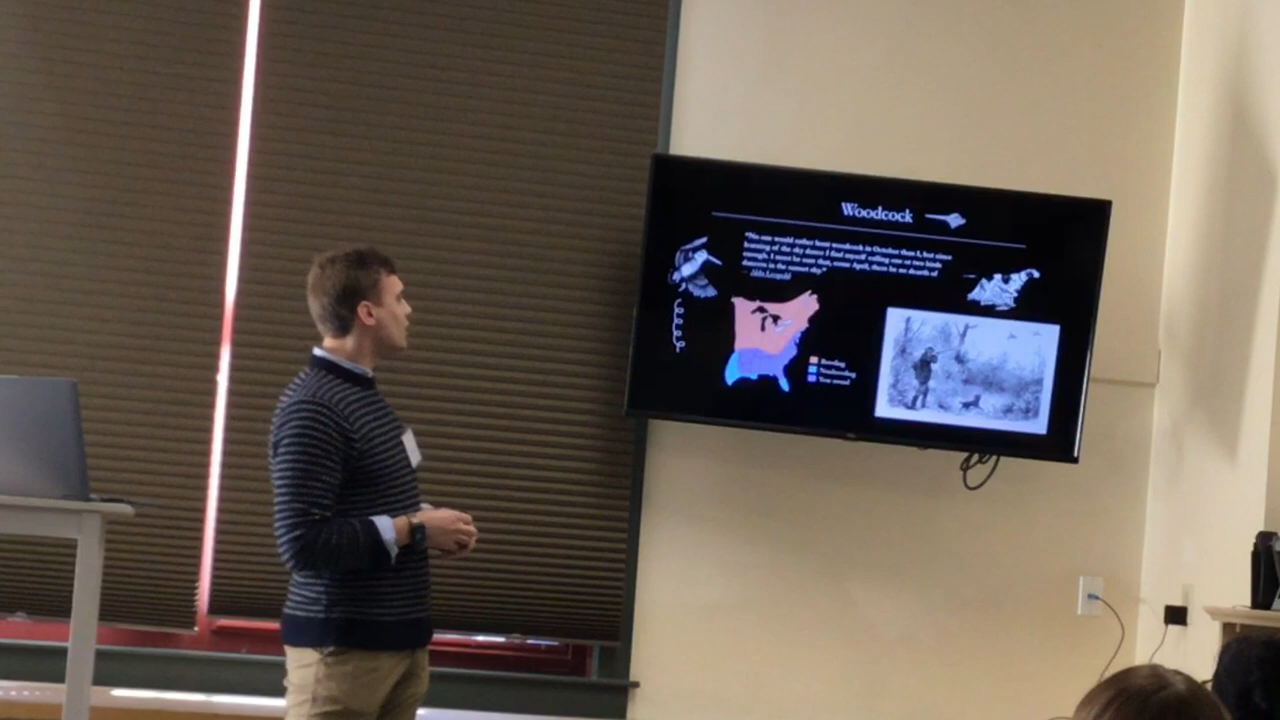 Woodcock
"No one would rather hunt woodcock in October than I, but since
learning of the sky dance I find myself calling one or two birds
enough. I must be sure that, come April, there be no dearth of
dancers in the sunset sky."
- Aldo Leopold
Breeding
Nonbreeding
Year-round